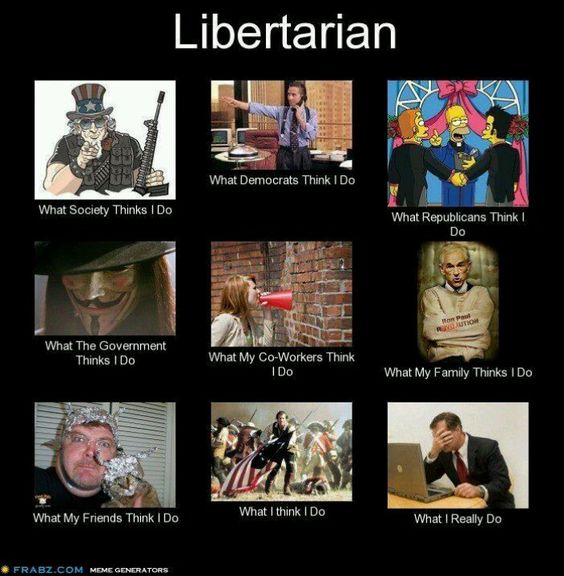 Libertarian
What Society Thinks I Do
What Democrats Think I Do
What Republicans Think I
Do
What The Government
Thinks I Do
What My Co-Workers Think
I Do
Ron Paul
REVOLUTION
What My Family Thinks I Do
What My Friends Think I Do
What I think I Do
What I Really Do
FRABZ.COM MEME GENERATORS